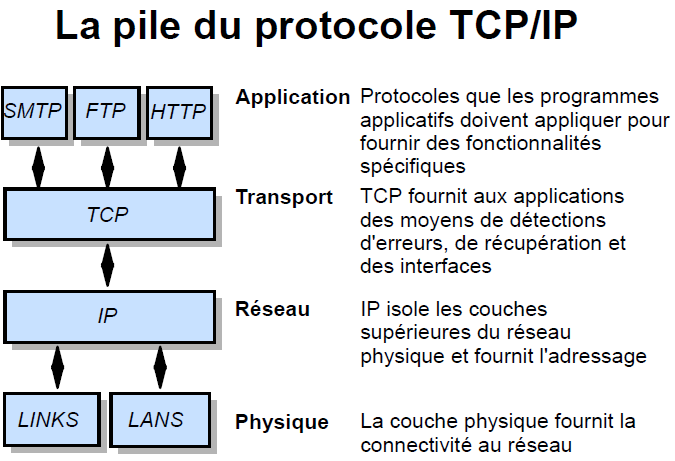 La pile du protocole TCP/IP
SMTP FTP HTTP
Application
Protocoles que les programmes
applicatifs doivent appliquer pour
fournir des fonctionnalités
spécifiques
TCP
Transport
TCP fournit aux applications
des moyens de détections
d'erreurs, de récupération et
des interfaces
IP
Réseau
IP isole les couches
supérieures du réseau
physique et fournit l'adressage
LINKS LANS
Physique
La couche physique fournit la
connectivité au réseau